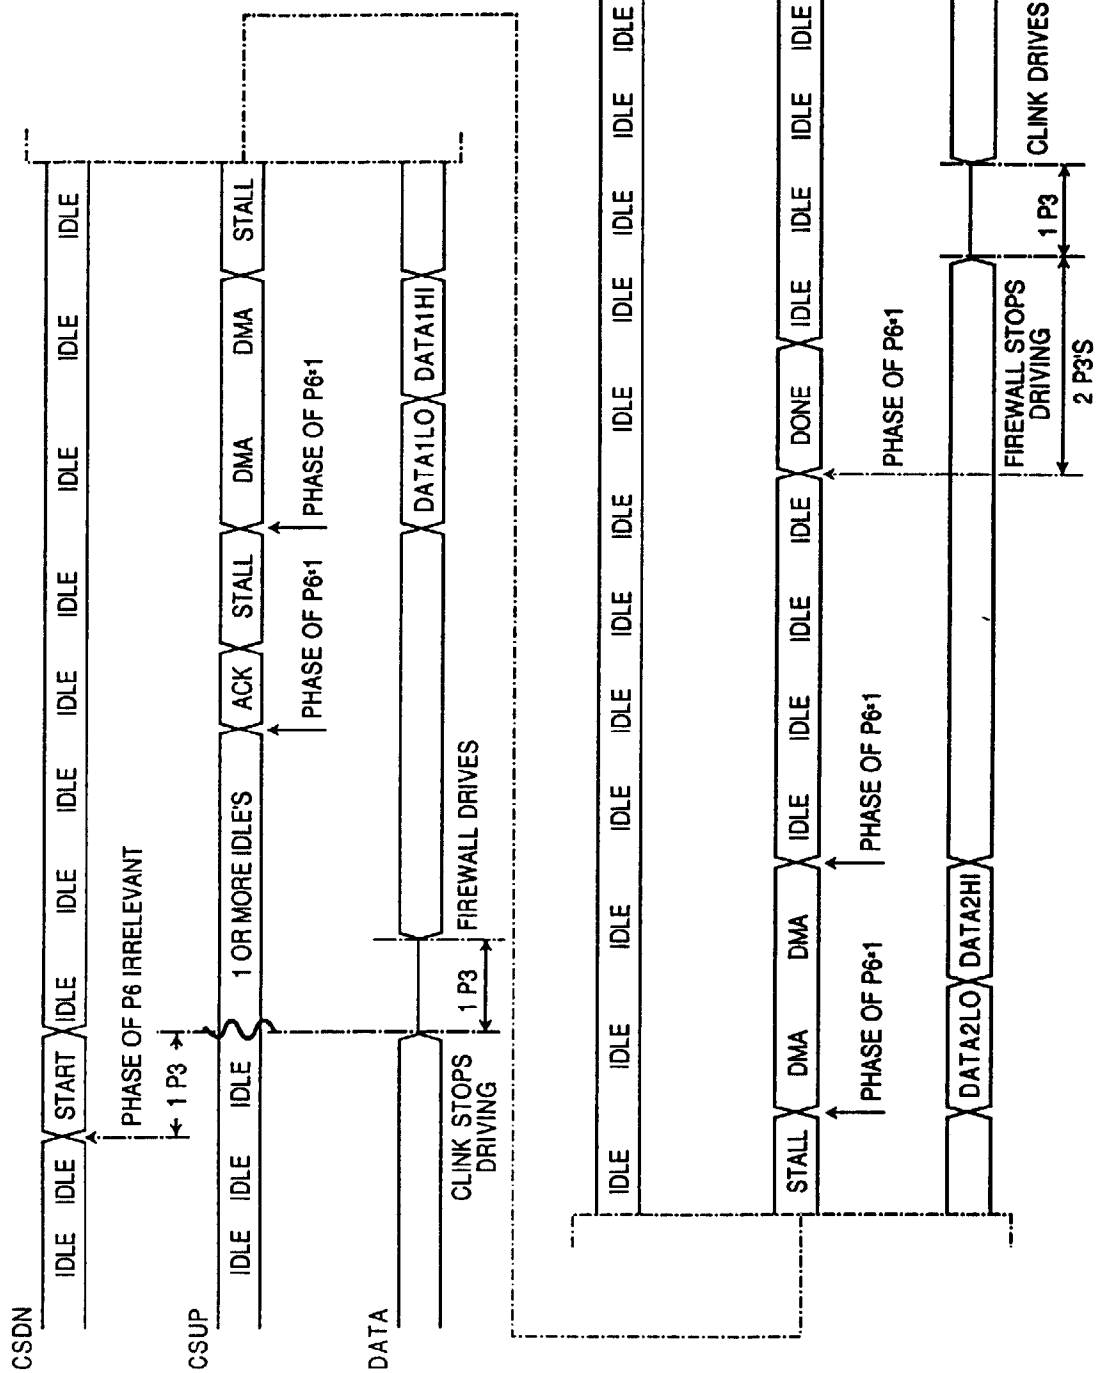 CSDN
IDLE IDLE START IDLE IDLE IDLE IDLE IDLE IDLE IDLE IDLE
PHASE OF P6 IRRELEVANT
1 P3
CSUP
IDLE IDLE IDLE 1 OR MORE IDLE'S ACK STALL DMA DMA STALL
PHASE OF P6=1
PHASE OF P6=1
DATA
DATA1LO DATA1HI
CLINK STOPS
DRIVING
1 P3
FIREWALL DRIVES
IDLE IDLE IDLE IDLE IDLE IDLE IDLE IDLE IDLE IDLE IDLE IDLE
STALL DMA DMA IDLE IDLE IDLE IDLE DONE IDLE IDLE IDLE IDLE
PHASE OF P6=1
PHASE OF P6=1
PHASE OF P6=1
DATA2LO DATA2HI
FIREWALL STOPS
DRIVING
2 P3'S
1 P3
CLINK DRIVES